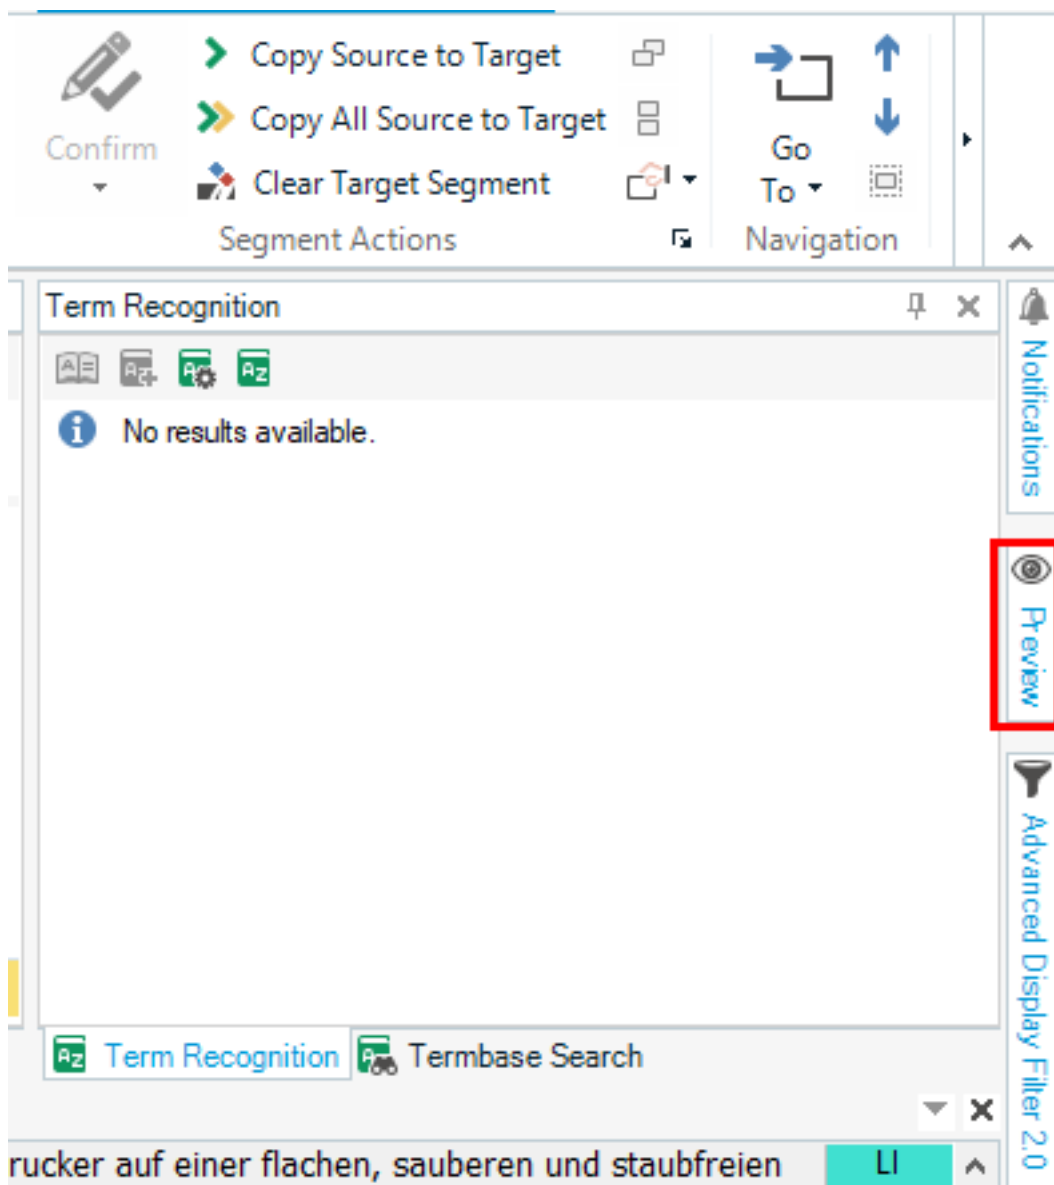 Confirm
Copy Source to Target
Copy All Source to Target
Clear Target Segment
Segment Actions
Go
To
Navigation
Term Recognition
No results available.
Notifications
Preview
Advanced Display Filter 2.0
Term Recognition
Termbase Search
rucker auf einer flachen, sauberen und staubfreien
LI